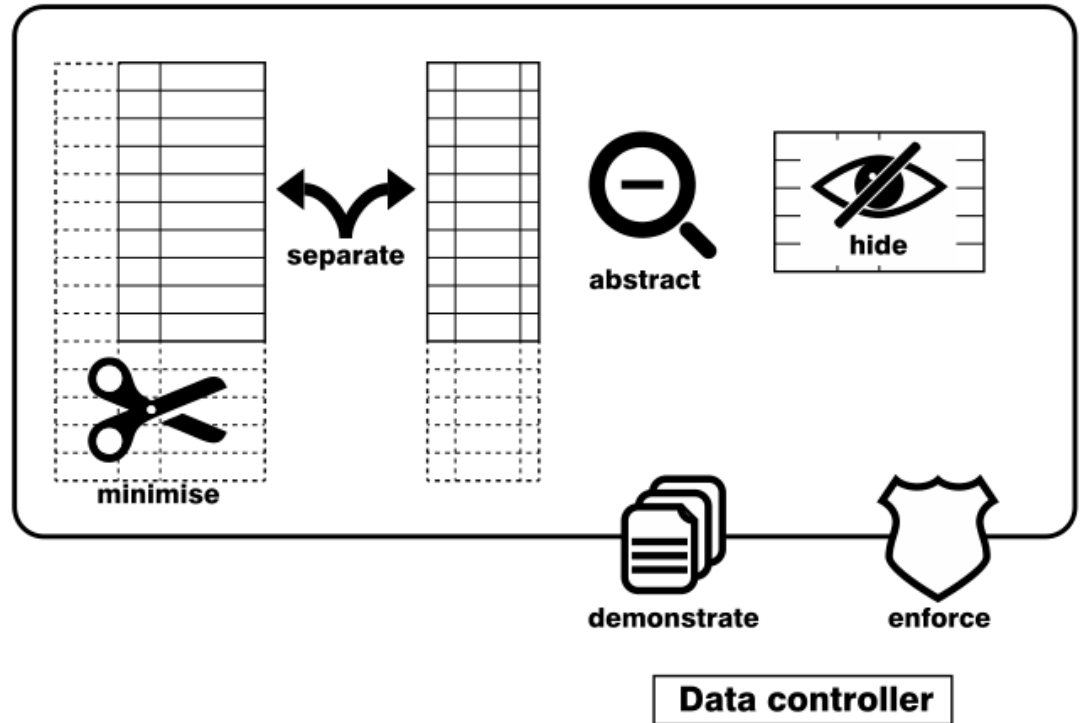 separate
abstract
hide
minimise
demonstrate
enforce
Data controller